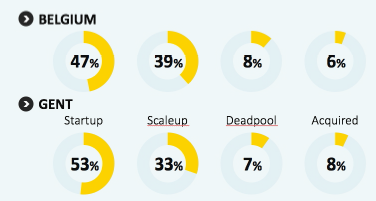 BELGIUM
47% 39% 8% 6%
GENT
Startup Scaleup Deadpool Acquired
53% 33% 7% 8%